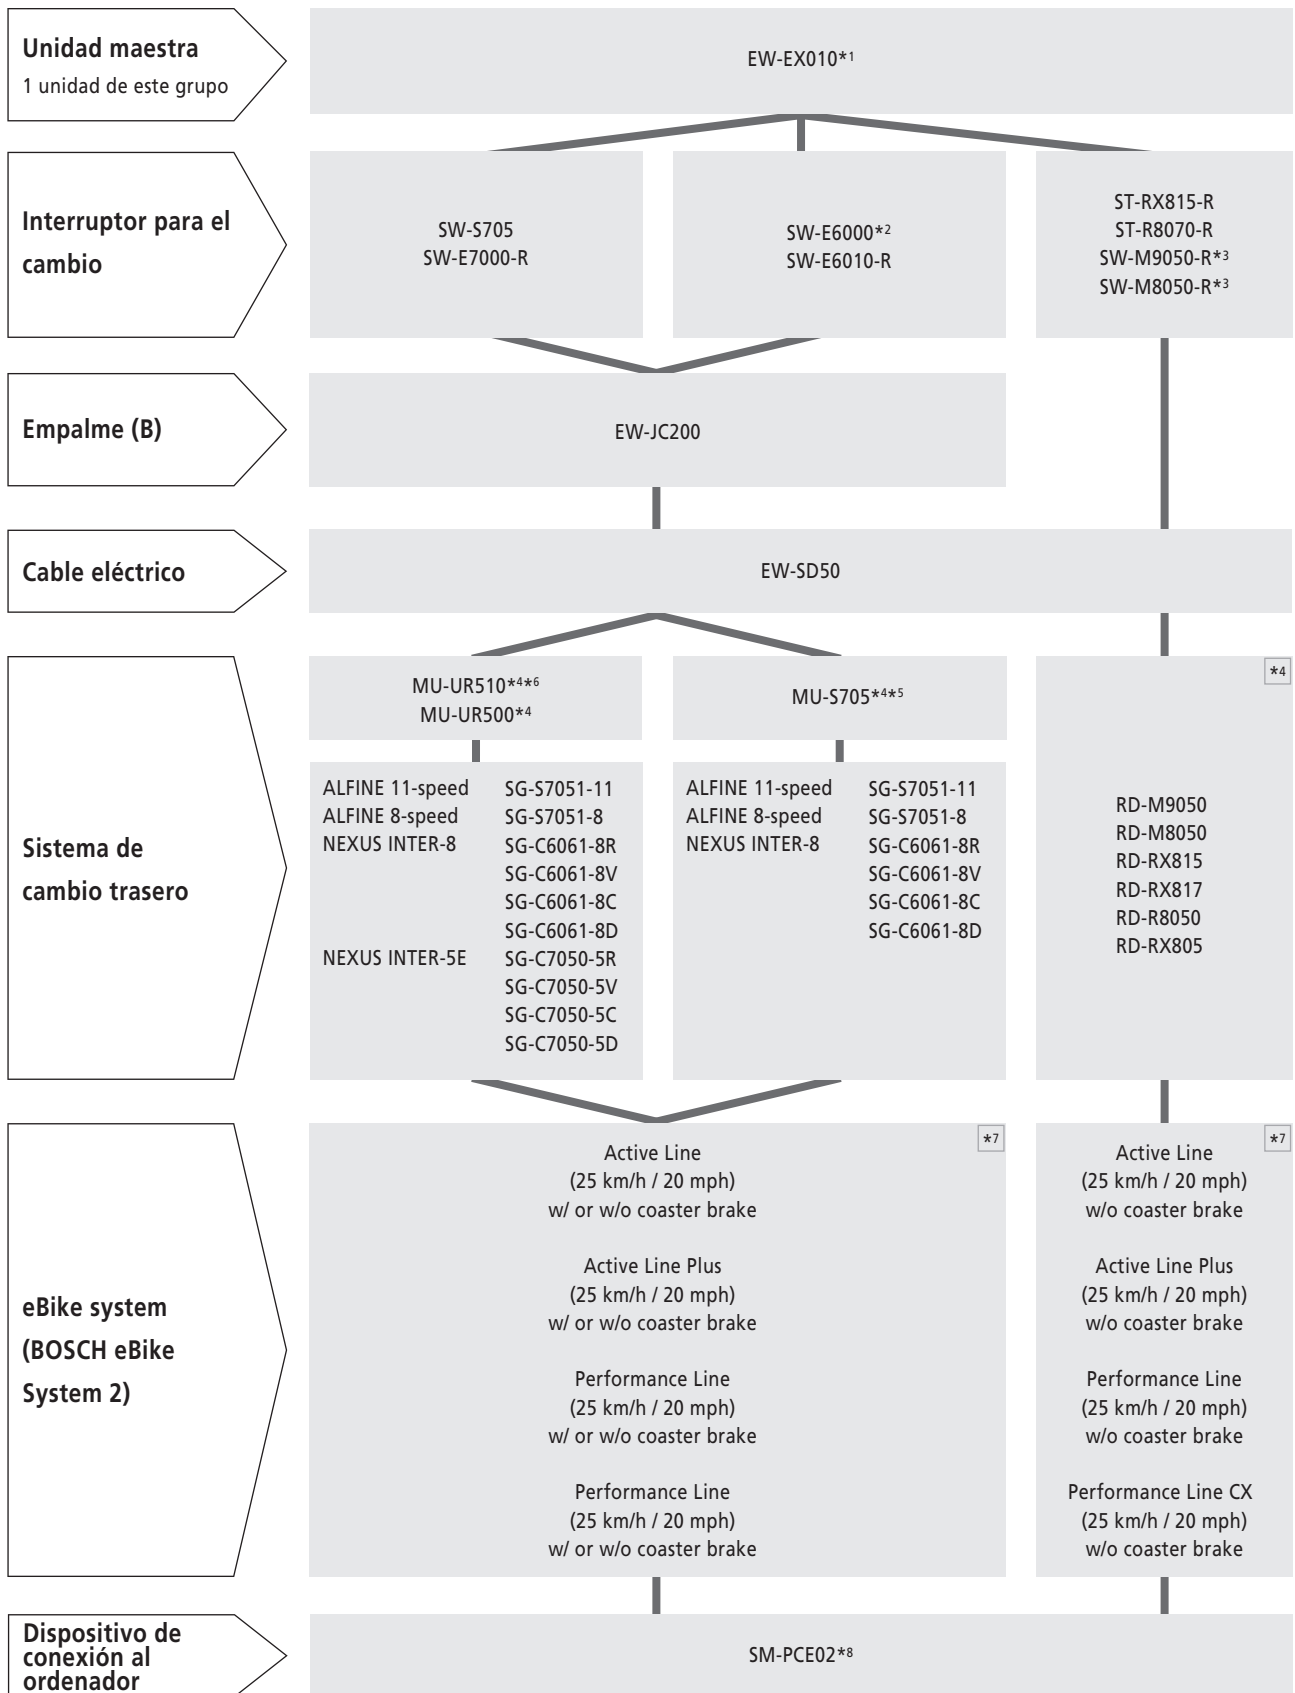 Unidad maestra
1 unidad de este grupo
EW-EX010*1
Interruptor para el
cambio
SW-S705
SW-E7000-R
SW-E6000*2
SW-E6010-R
ST-RX815-R
ST-R8070-R
SW-M9050-R*3
SW-M8050-R*3
Empalme (B)
EW-JC200
Cable eléctrico
EW-SD50
Sistema de
cambio trasero
MU-UR510*4*6
MU-UR500*4
ALFINE 11-speed SG-S7051-11
ALFINE 8-speed SG-S7051-8
NEXUS INTER-8 SG-C6061-8R
SG-C6061-8V
SG-C6061-8C
SG-C6061-8D
NEXUS INTER-5E SG-C7050-5R
SG-C7050-5V
SG-C7050-5C
SG-C7050-5D
MU-S705*4*5
ALFINE 11-speed SG-S7051-11
ALFINE 8-speed SG-S7051-8
NEXUS INTER-8 SG-C6061-8R
SG-C6061-8V
SG-C6061-8C
SG-C6061-8D
*4
RD-M9050
RD-M8050
RD-RX815
RD-RX817
RD-R8050
RD-RX805
eBike system
(BOSCH eBike
System 2)
*7
Active Line
(25 km/h / 20 mph)
w/ or w/o coaster brake
Active Line Plus
(25 km/h / 20 mph)
w/ or w/o coaster brake
Performance Line
(25 km/h / 20 mph)
w/ or w/o coaster brake
Performance Line
(25 km/h / 20 mph)
w/ or w/o coaster brake
*7
Active Line
(25 km/h / 20 mph)
w/o coaster brake
Active Line Plus
(25 km/h / 20 mph)
w/o coaster brake
Performance Line
(25 km/h / 20 mph)
w/o coaster brake
Performance Line CX
(25 km/h / 20 mph)
w/o coaster brake
Dispositivo de
conexión al
ordenador
SM-PCE02*8